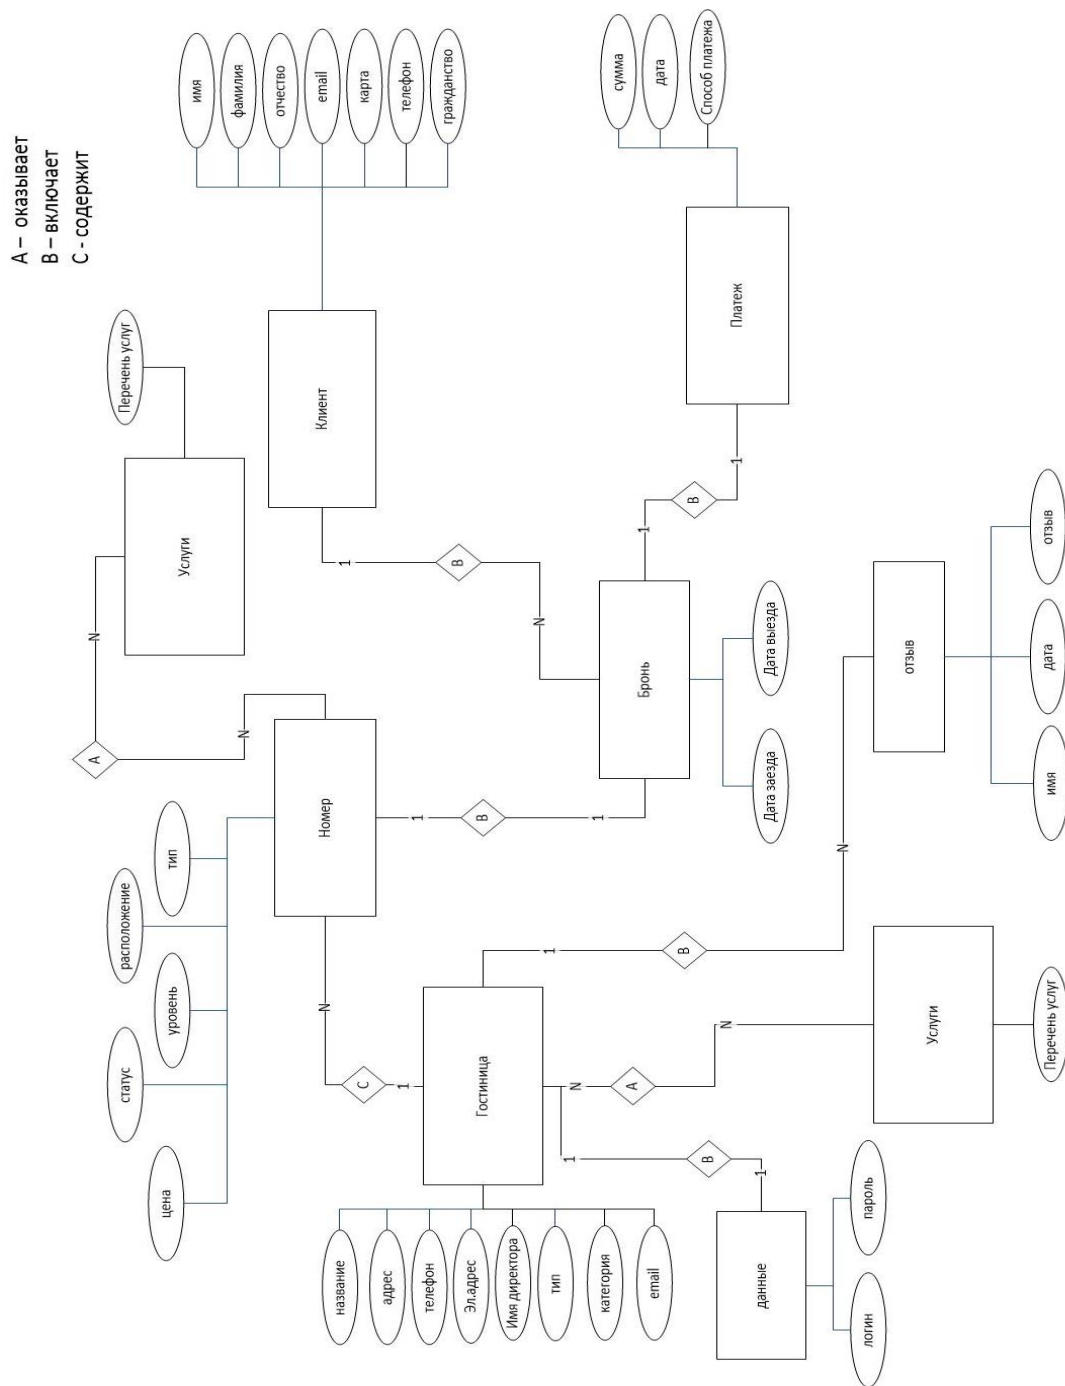 A – оказывает
B – включает
C - содержит
A
N
Перечень услуг
Услуги
статус
расположение
цена
уровень
тип
N
Номер
N
C
1
Клиент
имя
фамилия
отчество
email
карта
телефон
гражданство
1
B
N
1
B
1
Гостиница
название
адрес
телефон
Эл.адрес
Имя директора
тип
категория
email
Бронь
Дата заезда
Дата выезда
1
B
1
Платеж
сумма
дата
Способ платежа
1
B
N
N
A
N
1
B
1
данные
логин
пароль
Услуги
Перечень услуг
отзыв
имя
дата
отзыв